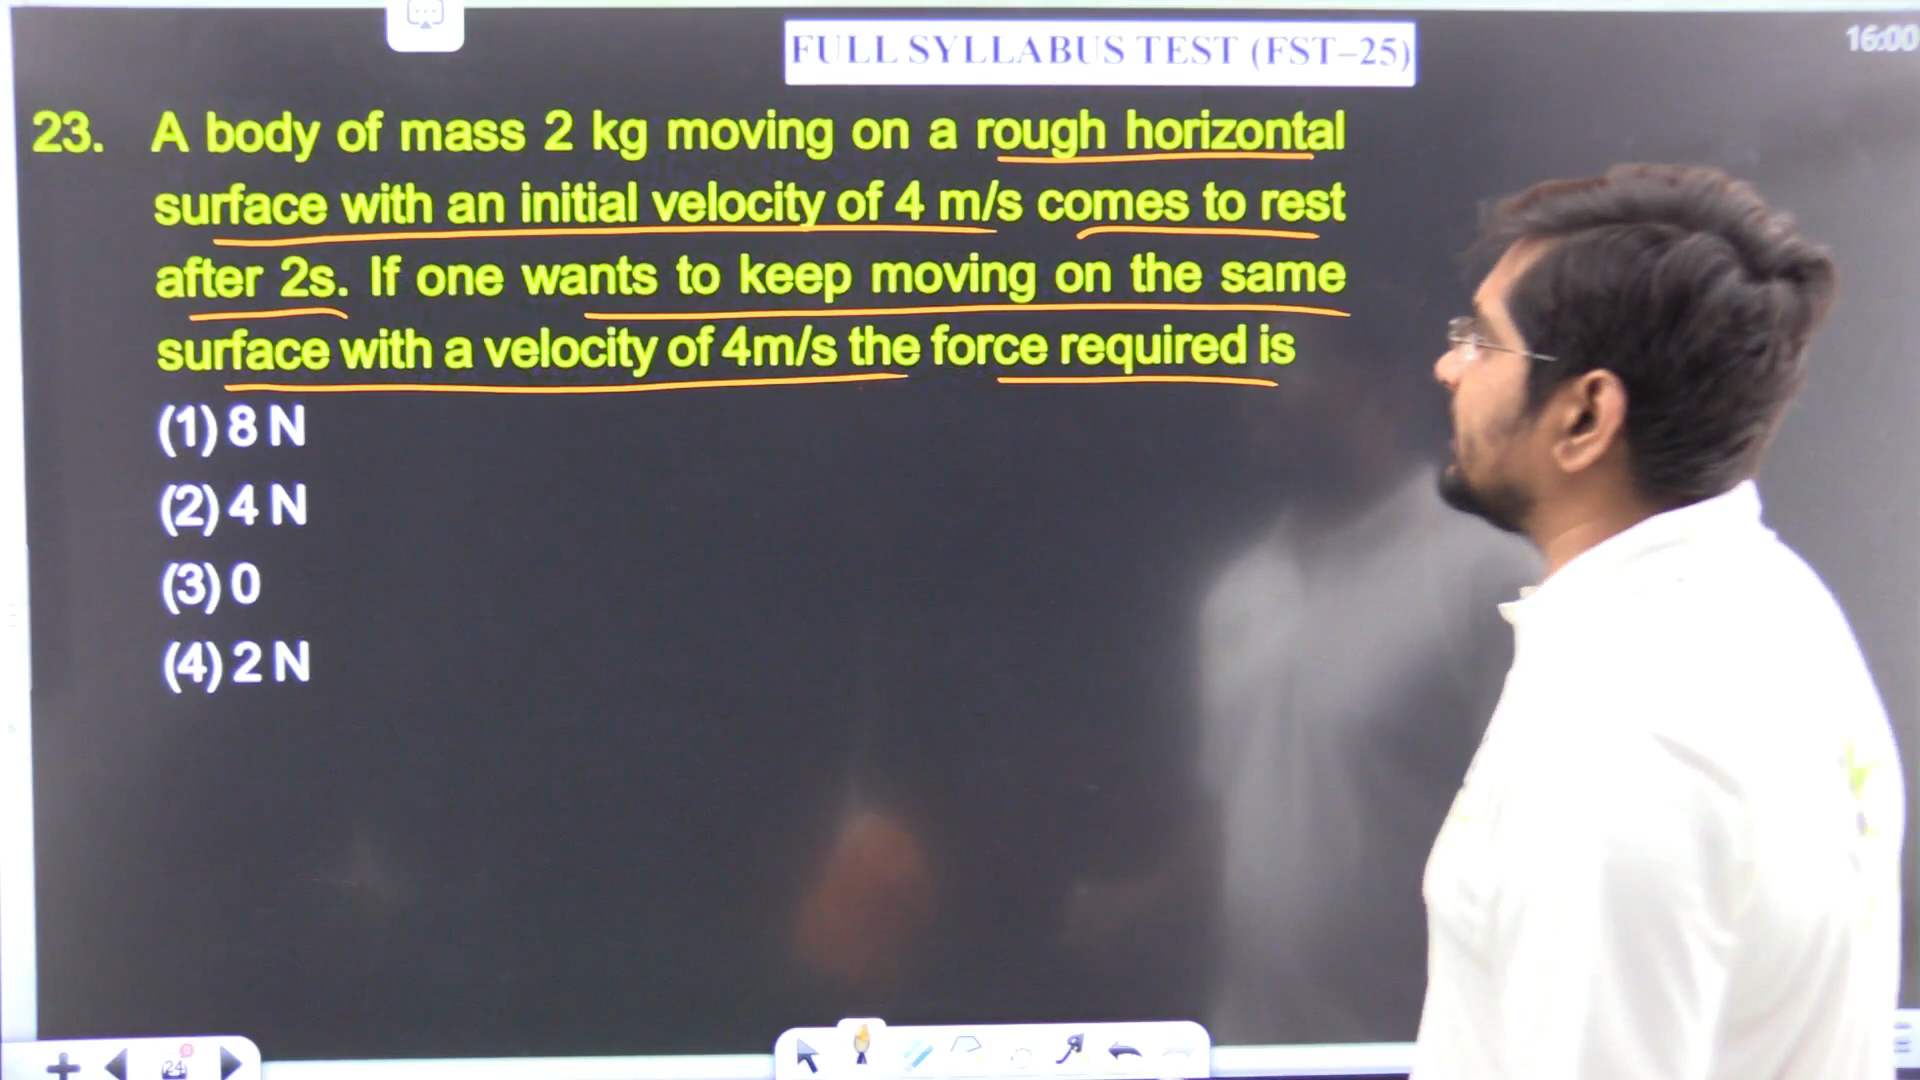 FULL SYLLABUS TEST (FST–25)
16:00
23. A body of mass 2 kg moving on a rough horizontal
surface with an initial velocity of 4 m/s comes to rest
after 2s. If one wants to keep moving on the same
surface with a velocity of 4m/s the force required is
(1) 8 N
(2) 4 N
(3) 0
(4) 2 N
24
0